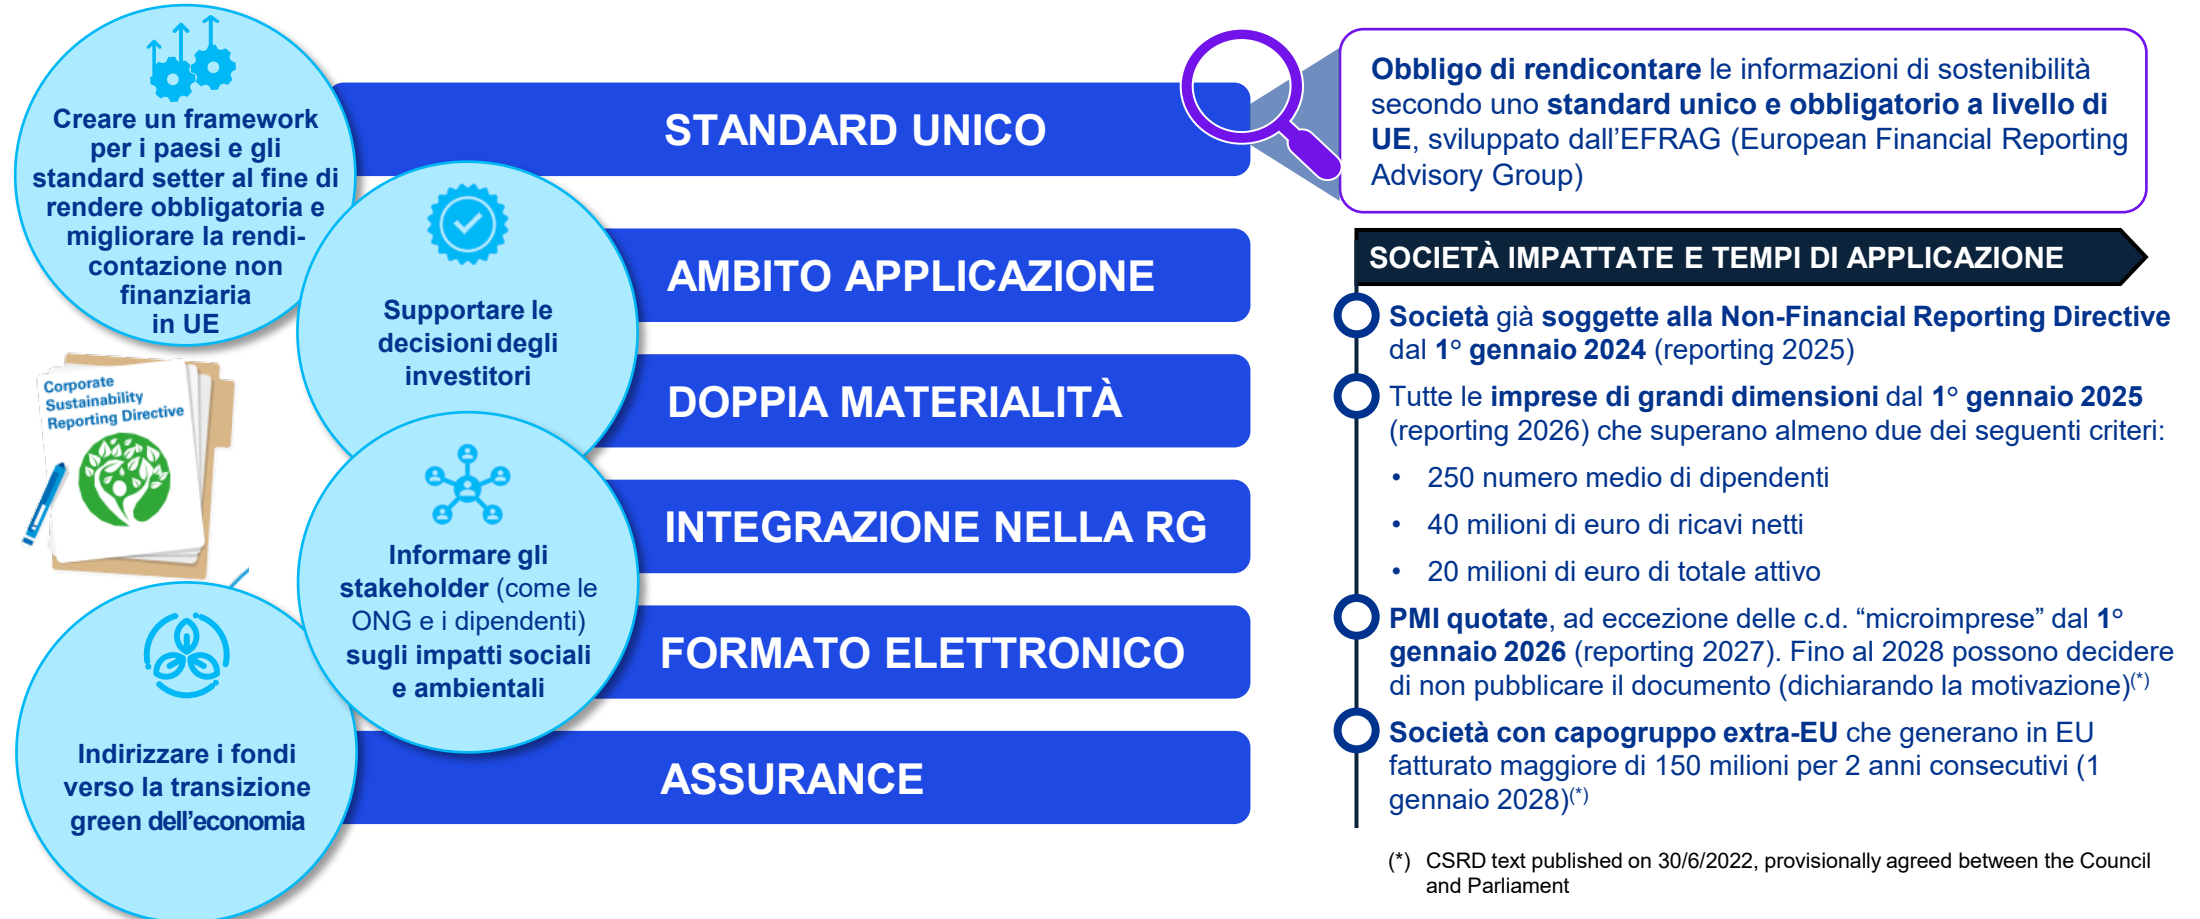 Creare un framework
per i paesi e gli
standard setter al fine di
rendere obbligatoria e
migliorare la rendi-
contazione non
finanziaria
in UE
Supportare le
decisioni degli
investitori
Corporate
Sustainability
Reporting Directive
Informare gli
stakeholder (come le
ONG e i dipendenti)
sugli impatti sociali
e ambientali
Indirizzare i fondi
verso la transizione
green dell'economia
STANDARD UNICO
AMBITO APPLICAZIONE
DOPPIA MATERIALITÀ
INTEGRAZIONE NELLA RG
FORMATO ELETTRONICO
ASSURANCE
Obbligo di rendicontare le informazioni di sostenibilità
secondo uno standard unico e obbligatorio a livello di
UE, sviluppato dall'EFRAG (European Financial Reporting
Advisory Group)
SOCIETÀ IMPATTATE E TEMPI DI APPLICAZIONE
Società già soggette alla Non-Financial Reporting Directive
dal 1° gennaio 2024 (reporting 2025)
Tutte le imprese di grandi dimensioni dal 1° gennaio 2025
(reporting 2026) che superano almeno due dei seguenti criteri:
• 250 numero medio di dipendenti
• 40 milioni di euro di ricavi netti
• 20 milioni di euro di totale attivo
PMI quotate, ad eccezione delle c.d. “microimprese” dal 1°
gennaio 2026 (reporting 2027). Fino al 2028 possono decidere
di non pubblicare il documento (dichiarando la motivazione)(*)
Società con capogruppo extra-EU che generano in EU
fatturato maggiore di 150 milioni per 2 anni consecutivi (1
gennaio 2028)(*)
(*) CSRD text published on 30/6/2022, provisionally agreed between the Council
and Parliament